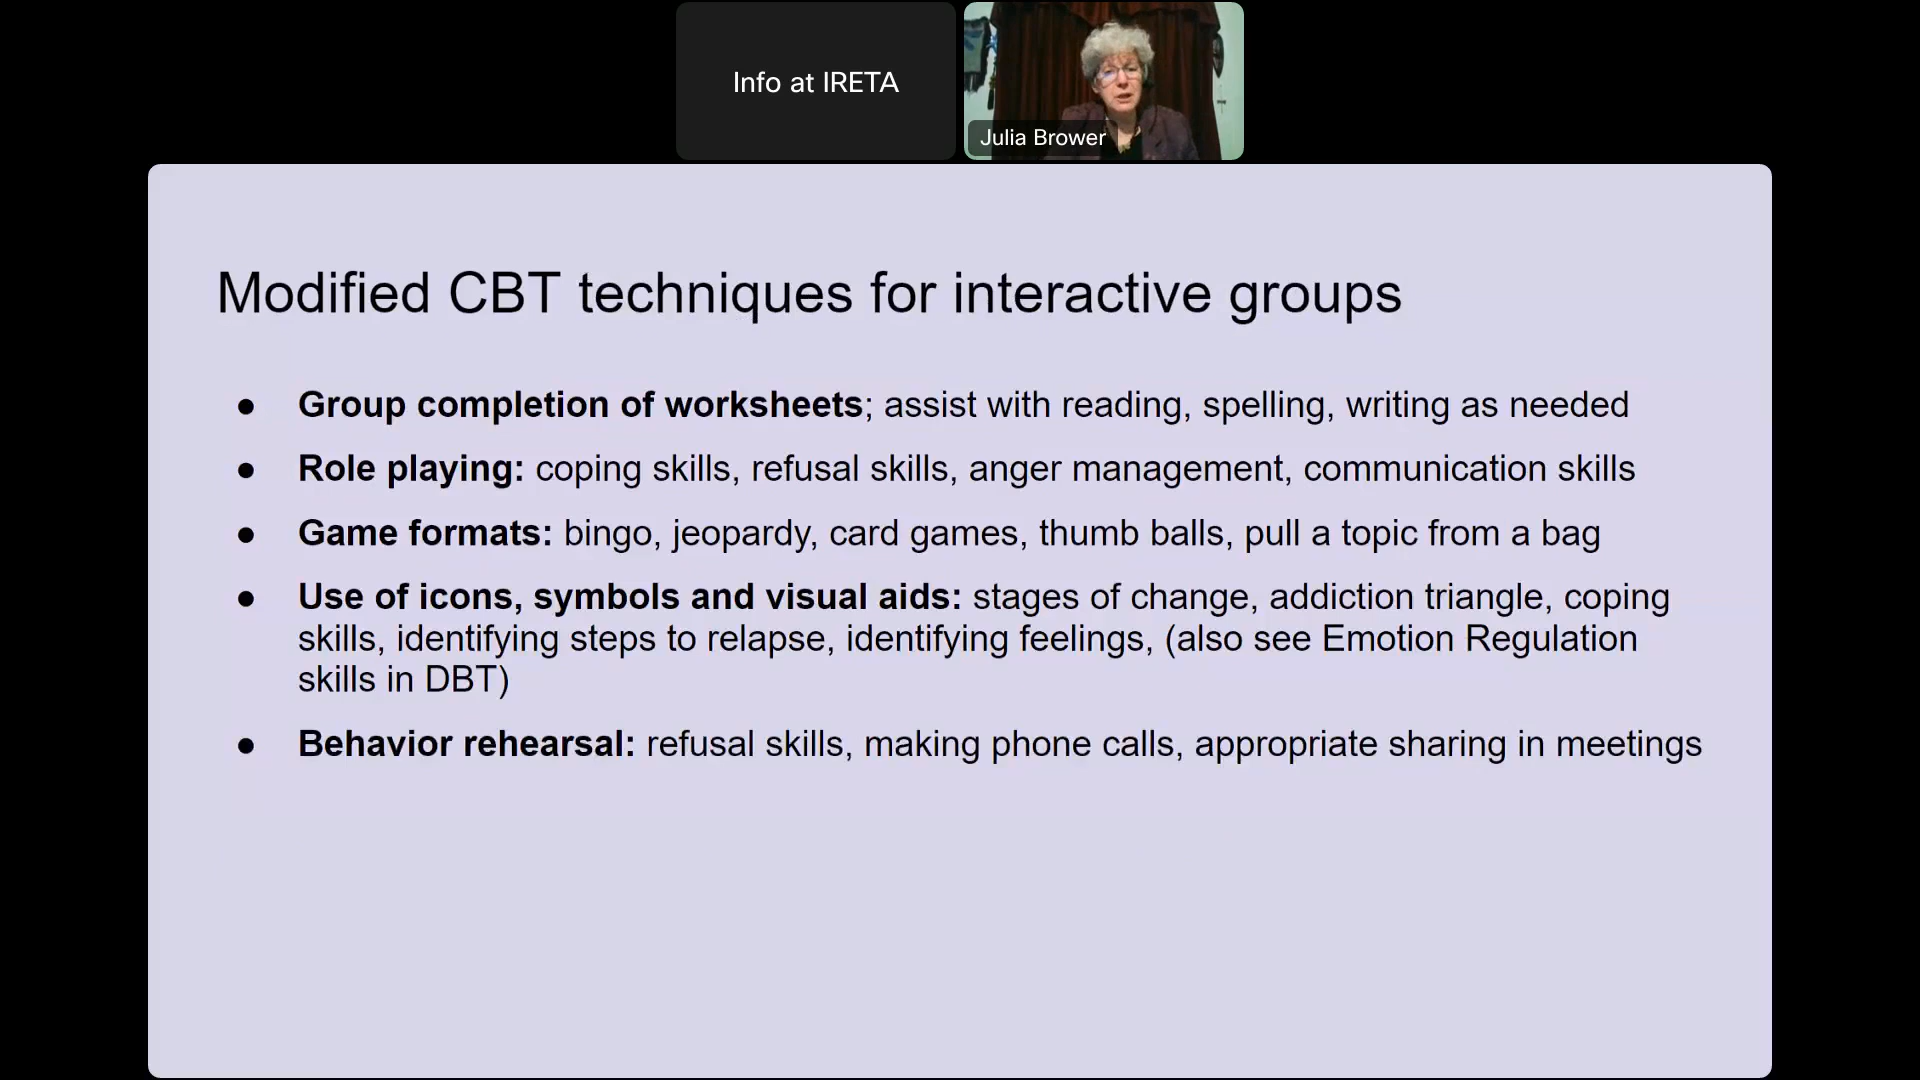 Info at IRETA
Julia Brower
Modified CBT techniques for interactive groups
● Group completion of worksheets; assist with reading, spelling, writing as needed
● Role playing: coping skills, refusal skills, anger management, communication skills
● Game formats: bingo, jeopardy, card games, thumb balls, pull a topic from a bag
● Use of icons, symbols and visual aids: stages of change, addiction triangle, coping
skills, identifying steps to relapse, identifying feelings, (also see Emotion Regulation
skills in DBT)
● Behavior rehearsal: refusal skills, making phone calls, appropriate sharing in meetings